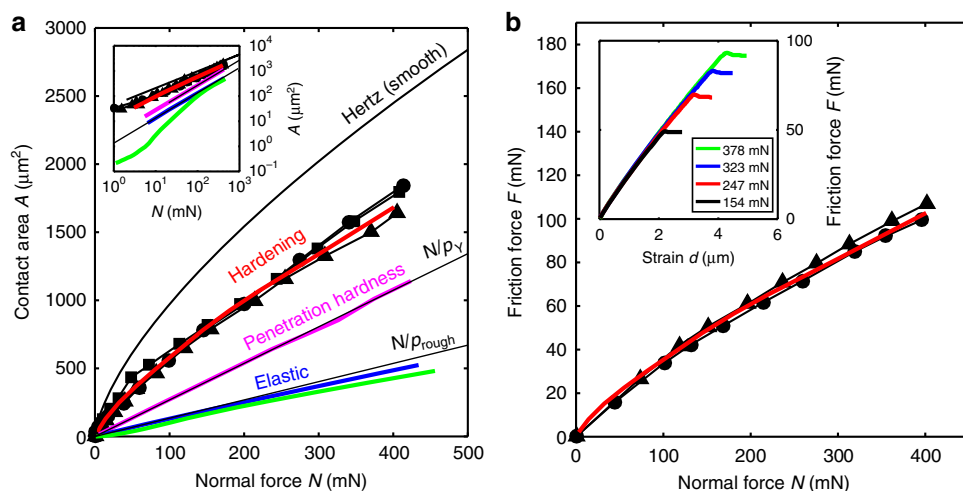 a
3000
2500
2000
1500
1000
500
0
Contact area A (μm²)
0 100 200 300 400 500
Normal force N (mN)
Hertz (smooth)
Hardening
N/pY
Penetration hardness
N/prough
Elastic
10⁴
10³
10²
10¹
10⁰
10⁻¹
A (μm²)
10⁰ 10¹ 10² 10³
N (mN)
b
180
160
140
120
100
80
60
40
20
0
Friction force F (mN)
0 100 200 300 400 500
Normal force N (mN)
100
50
0
Friction force F (mN)
378 mN
323 mN
247 mN
154 mN
0 2 4 6
Strain d (μm)